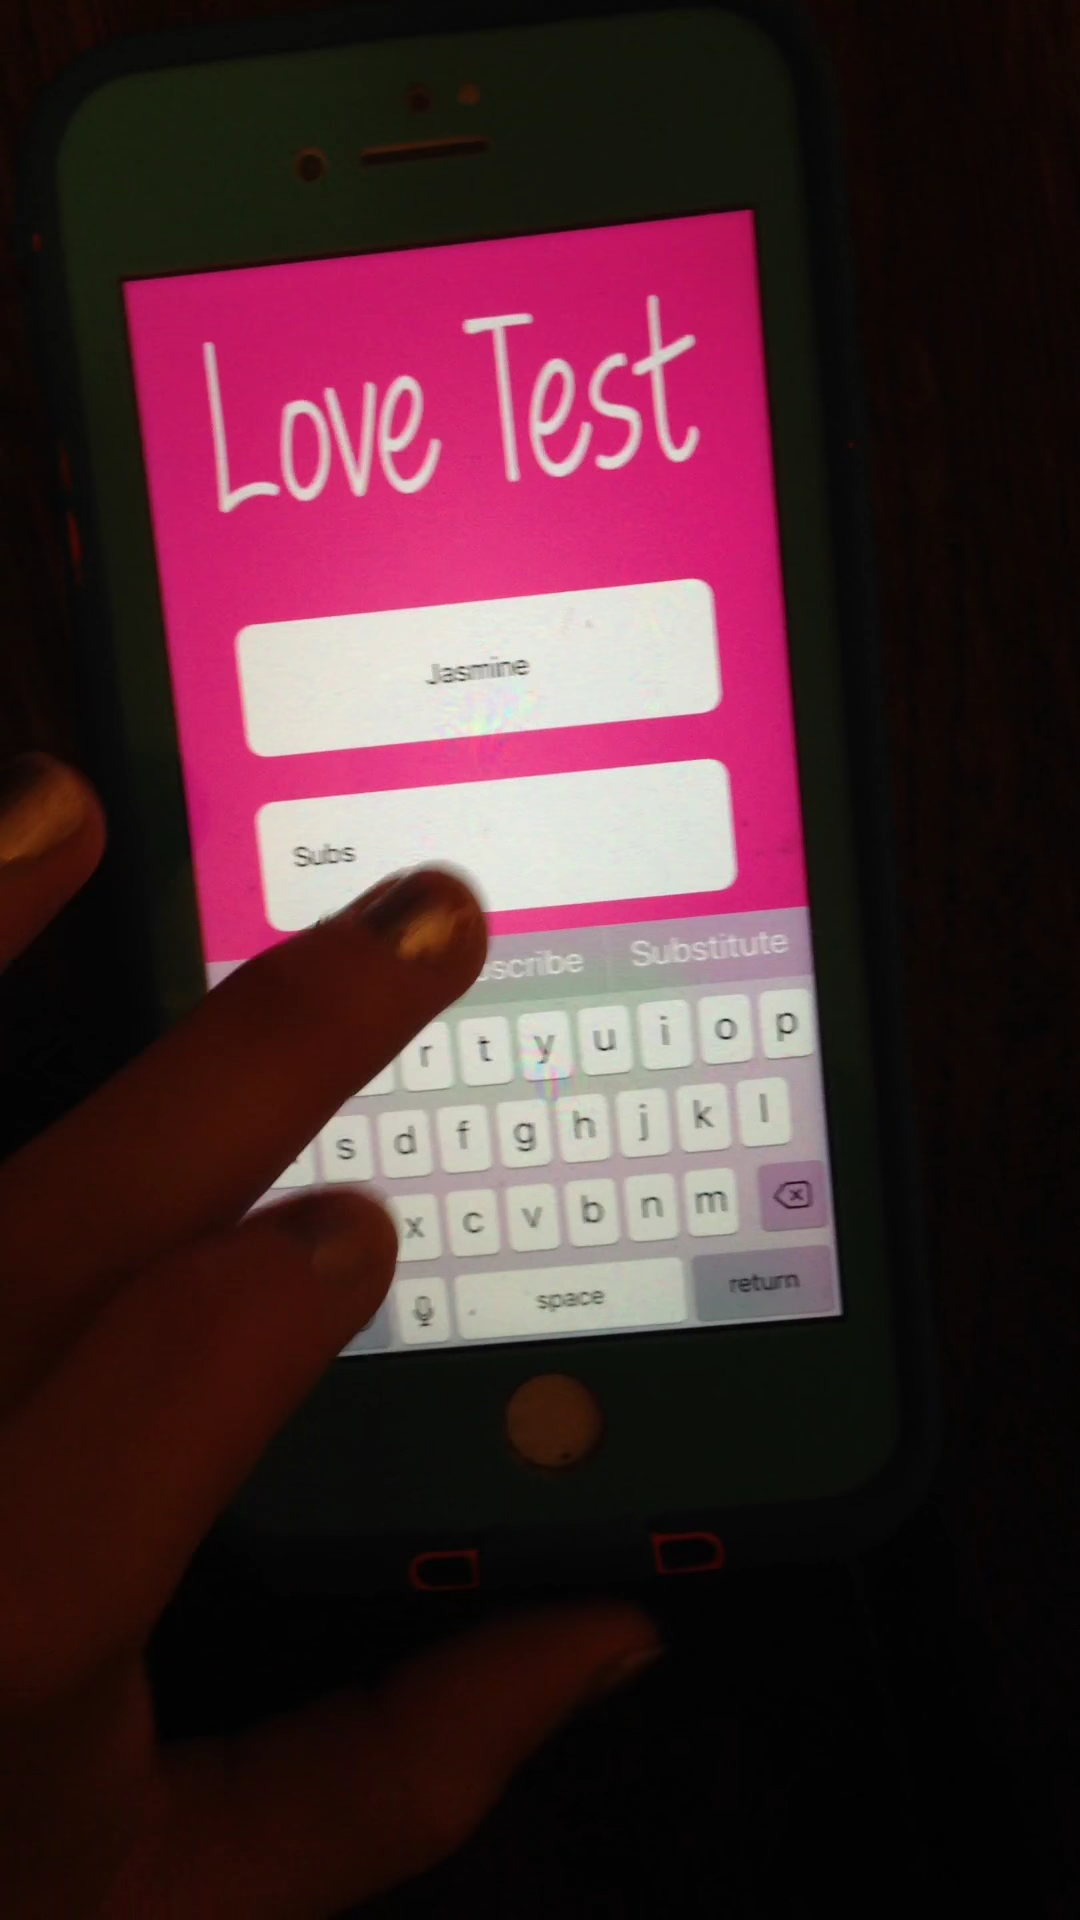 Love Test
Jasmine
Subs
Substitute
r t y u i o p
s d f g h j k l
x c v b n m
space return